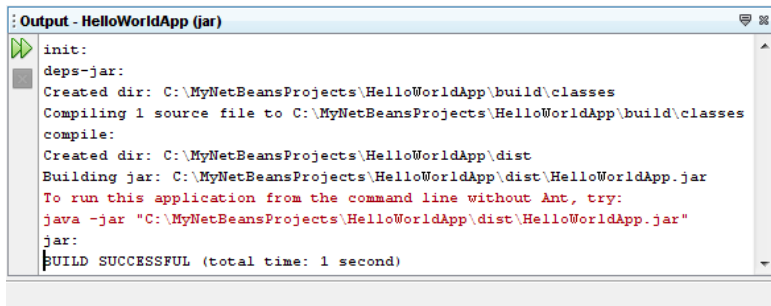 Output - HelloWorldApp (jar)
init:
deps-jar:
Created dir: C:\MyNetBeansProjects\HelloWorldApp\build\classes
Compiling 1 source file to C:\MyNetBeansProjects\HelloWorldApp\build\classes
compile:
Created dir: C:\MyNetBeansProjects\HelloWorldApp\dist
Building jar: C:\MyNetBeansProjects\HelloWorldApp\dist\HelloWorldApp.jar
To run this application from the command line without Ant, try:
java -jar "C:\MyNetBeansProjects\HelloWorldApp\dist\HelloWorldApp.jar"
jar:
BUILD SUCCESSFUL (total time: 1 second)